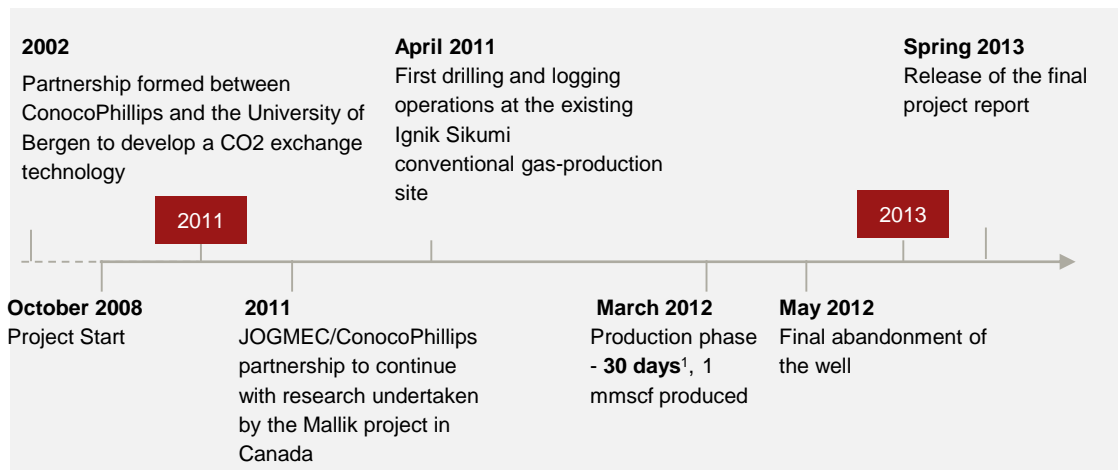 2002
Partnership formed between
ConocoPhillips and the University of
Bergen to develop a CO2 exchange
technology
April 2011
First drilling and logging
operations at the existing
Ignik Sikumi
conventional gas-production
site
Spring 2013
Release of the final
project report
2011
2013
October 2008
Project Start
2011
JOGMEC/ConocoPhillips
partnership to continue
with research undertaken
by the Mallik project in
Canada
March 2012
Production phase
- 30 days¹, 1
mmscf produced
May 2012
Final abandonment of
the well